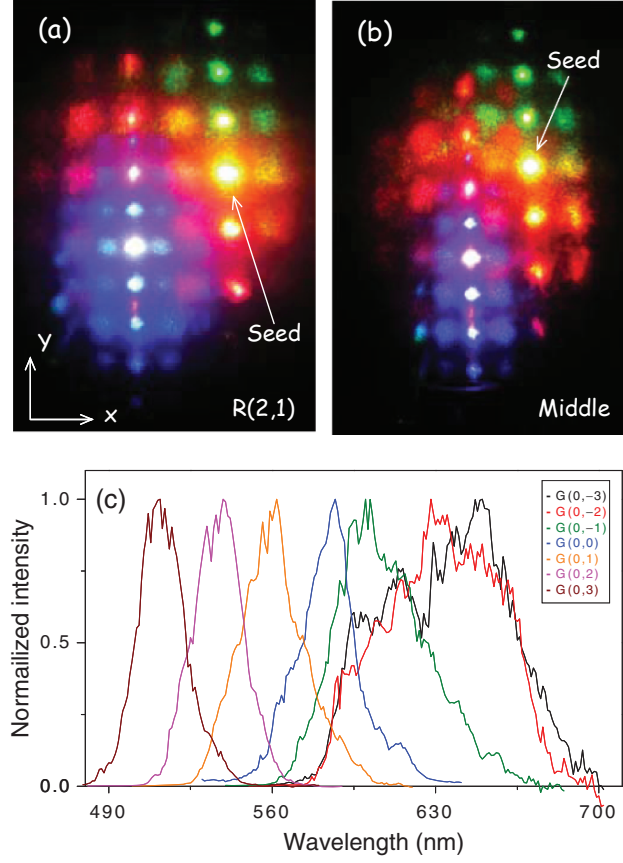 (a)
Seed
y
x
R(2,1)
(b)
Seed
Middle
(c)
Normailized intensity
1.0
0.5
0.0
G(0,−3)
G(0,−2)
G(0,−1)
G(0,0)
G(0,1)
G(0,2)
G(0,3)
490
560
630
700
Wavelength (nm)